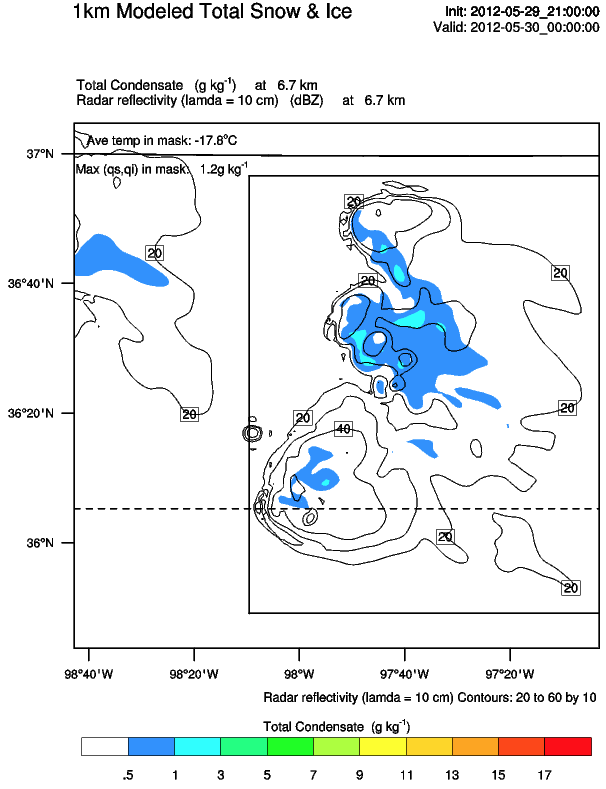 1km Modeled Total Snow & Ice
Init: 2012-05-29_21:00:00
Valid: 2012-05-30_00:00:00
Total Condensate (g kg-1) at 6.7 km
Radar reflectivity (lamda = 10 cm) (dBZ) at 6.7 km
Ave temp in mask: -17.8°C
37°N
Max (qs,qi) in mask: 1.2g kg-1
20
20
20
36°40'N
20
20
36°20'N
20
20
40
20
36°N
20
98°40'W 98°20'W 98°W 97°40'W 97°20'W
Radar reflectivity (lamda = 10 cm) Contours: 20 to 60 by 10
Total Condensate (g kg-1)
.5 1 3 5 7 9 11 13 15 17